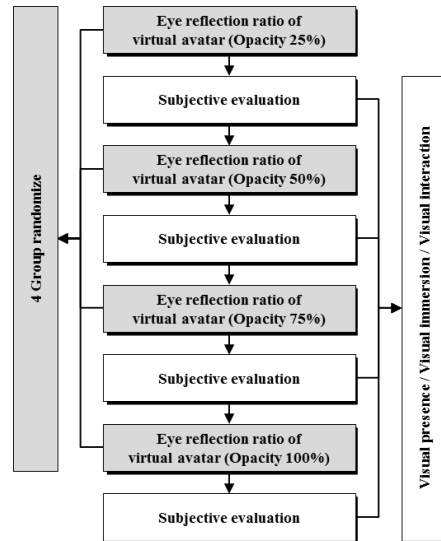 4 Group randomize
Eye reflection ratio of
virtual avatar (Opacity 25%)
Subjective evaluation
Eye reflection ratio of
virtual avatar (Opacity 50%)
Subjective evaluation
Eye reflection ratio of
virtual avatar (Opacity 75%)
Subjective evaluation
Eye reflection ratio of
virtual avatar (Opacity 100%)
Subjective evaluation
Visual presence / Visual immersion / Visual interaction